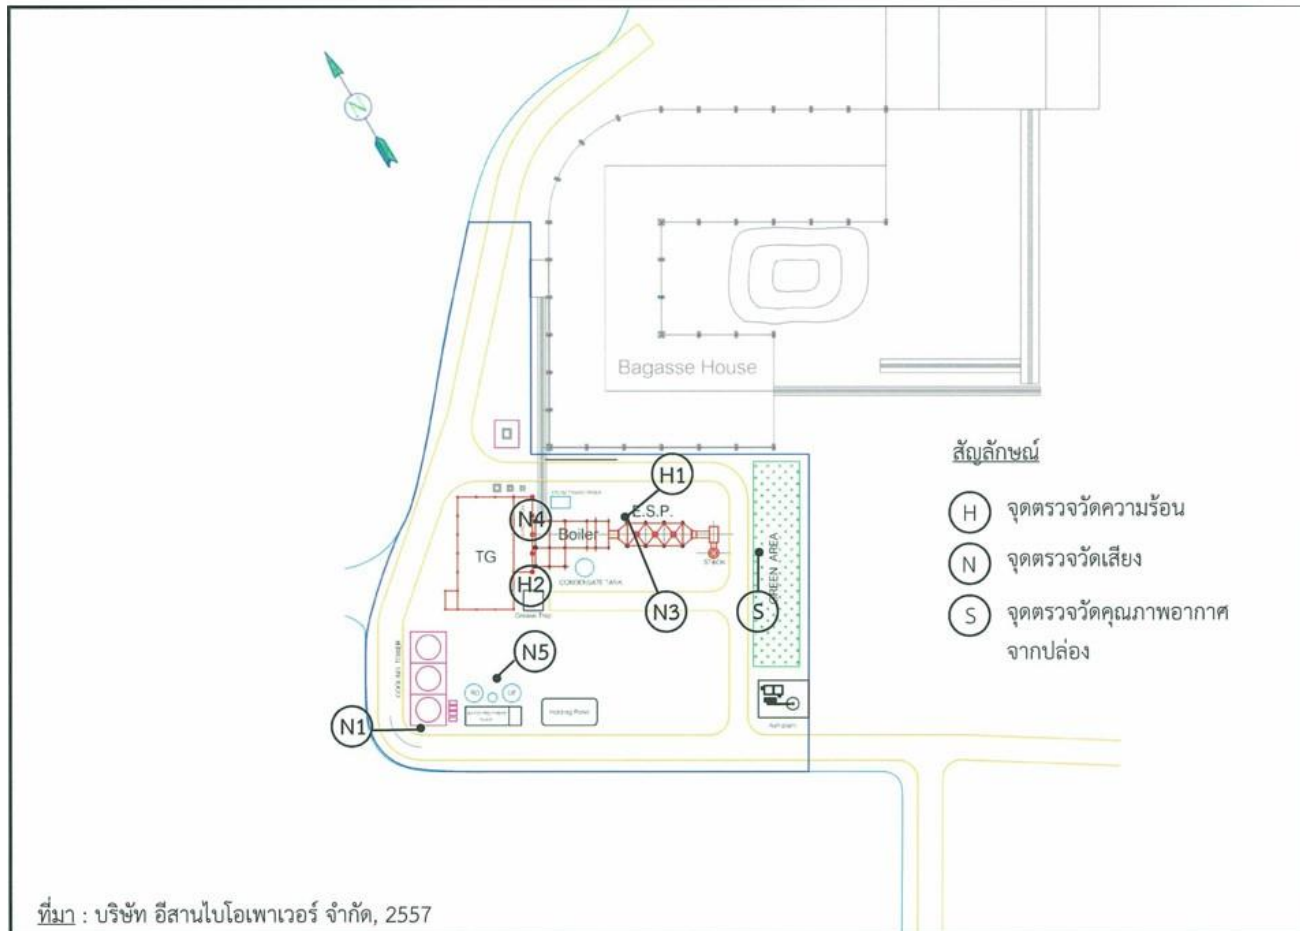 N
Bagasse House
สัญลักษณ์
H จุดตรวจวัดความร้อน
N จุดตรวจวัดเสียง
S จุดตรวจวัดคุณภาพอากาศ
จากปล่อง
H1
E.S.P.
N4
Boiler
TG
STACK
GREEN AREA
H2
CONDENSATE TANK
N3
S
N5
COOLING TOWER
RO
UF
Holding Pond
N1
ที่มา : บริษัท อีสานไบโอเพาเวอร์ จำกัด, 2557